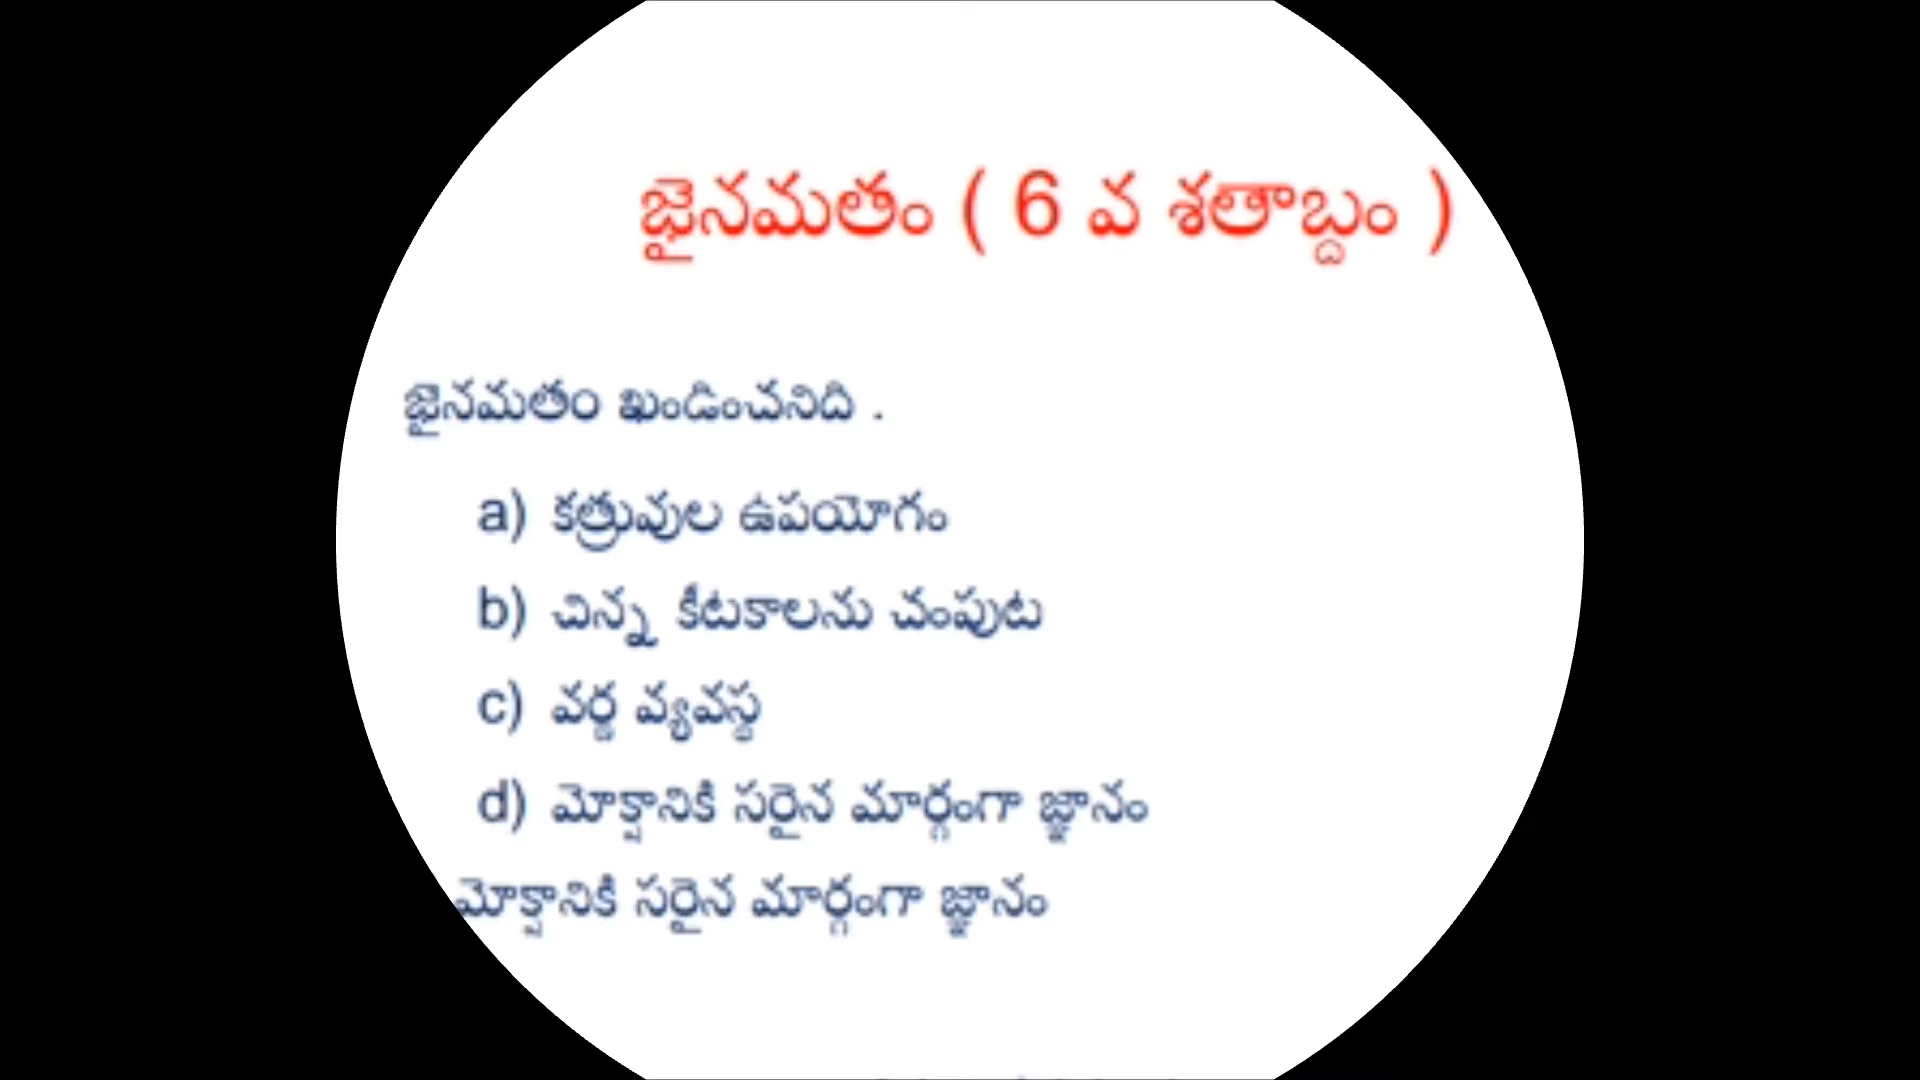 జైనమతం ( 6 వ శతాబ్దం )
జైనమతం ఖండించనిది .
a) కత్రువుల ఉపయోగం
b) చిన్న కీటకాలను చంపుట
c) వర్ణ వ్యవస్థ
d) మోక్షానికి సరైన మార్గంగా జ్ఞానం
మోక్షానికి సరైన మార్గంగా జ్ఞానం